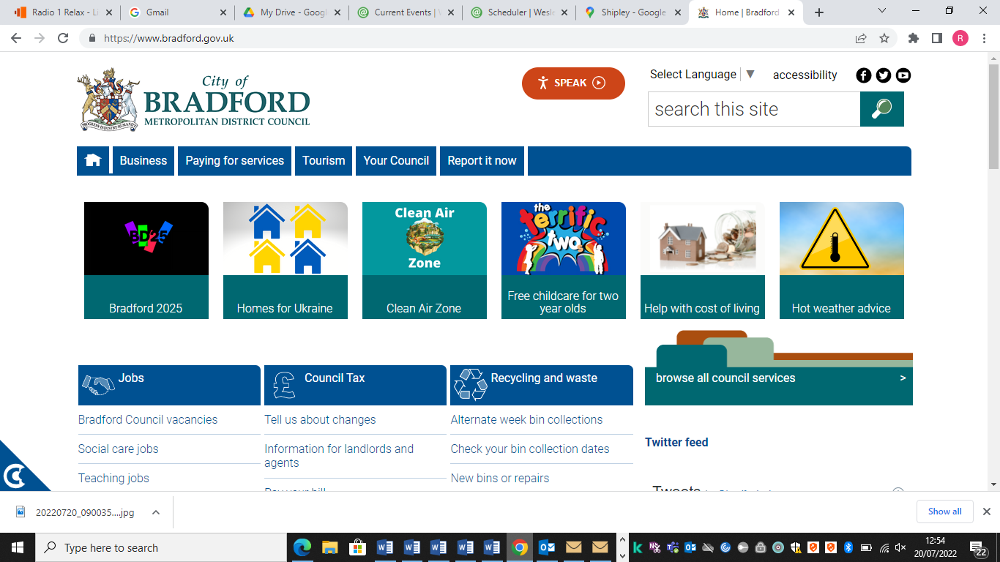 Radio 1 Relax - Li
Gmail
My Drive - Googl
Current Events | V
Scheduler | Wesle
Shipley - Google
Home | Bradford
https://www.bradford.gov.uk
R
City of
BRADFORD
METROPOLITAN DISTRICT COUNCIL
PROGRESS INDUSTRY HUMANITY
SPEAK
Select Language ▼
accessibility
search this site
Business
Paying for services
Tourism
Your Council
Report it now
BD25
Clean Air
Zone
the
terrific
twos
Bradford 2025
Homes for Ukraine
Clean Air Zone
Free childcare for two
year olds
Help with cost of living
Hot weather advice
browse all council services >
Jobs
Council Tax
Recycling and waste
Bradford Council vacancies
Tell us about changes
Alternate week bin collections
Social care jobs
Information for landlords and
agents
Check your bin collection dates
Teaching jobs
Pay your bill
New bins or repairs
Twitter feed
Tweets
20220720_090035....jpg
Show all
Type here to search
12:54
20/07/2022
22